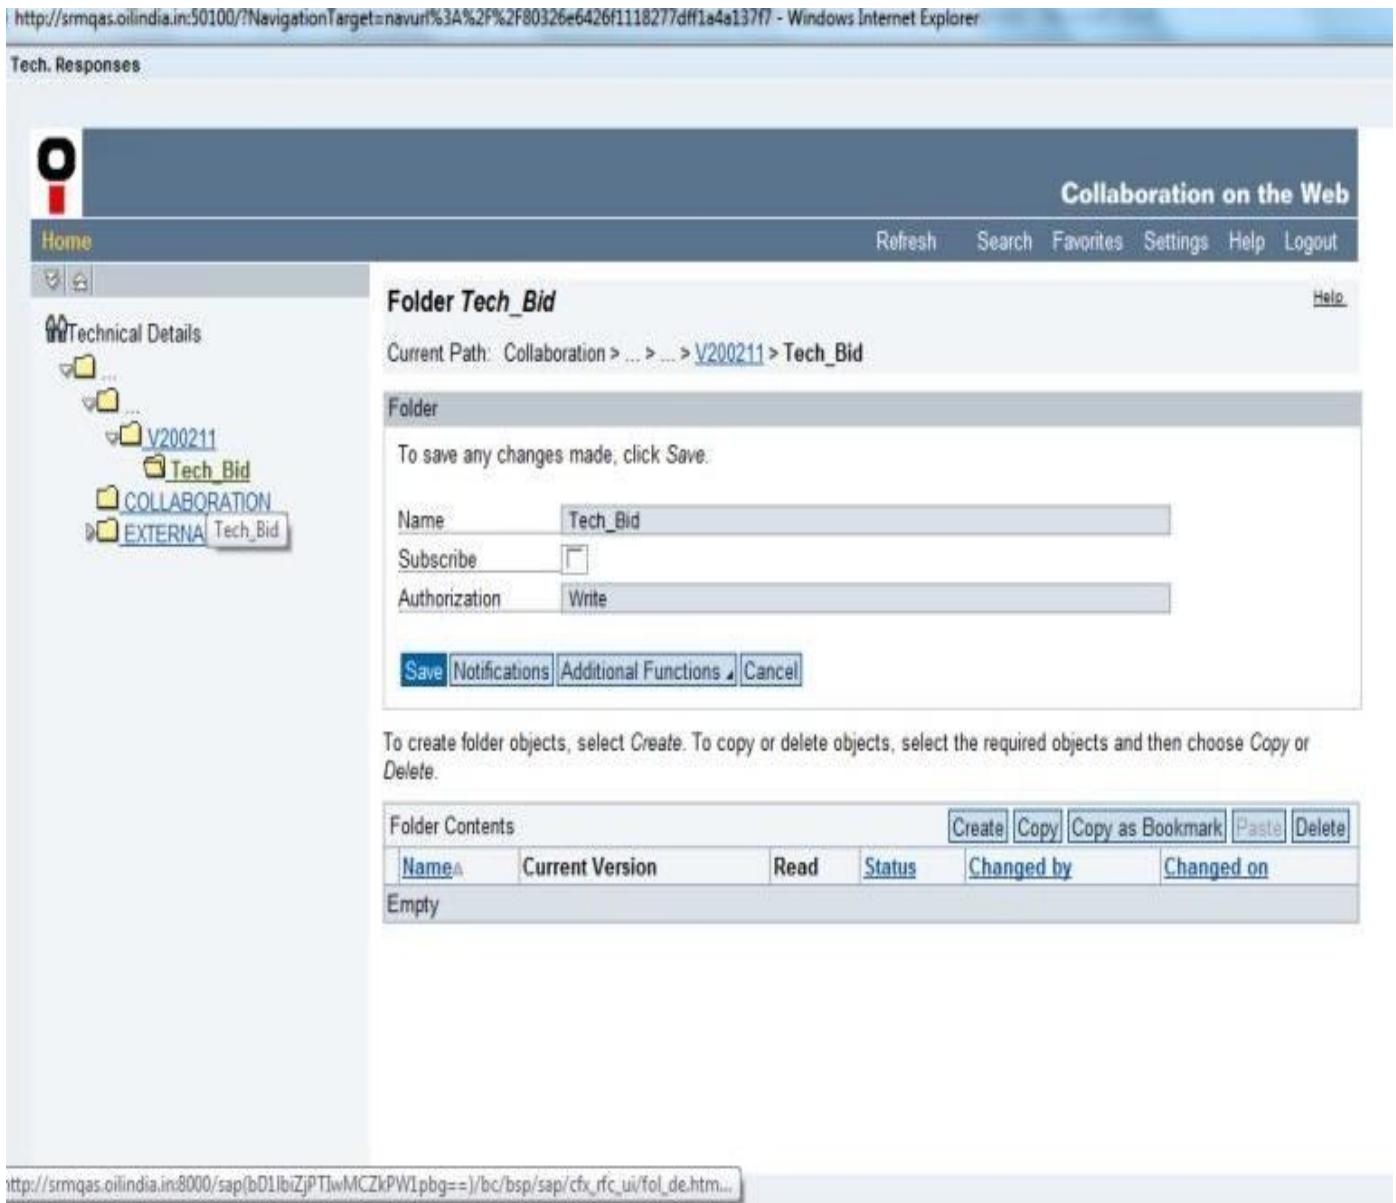 http://srmqas.oilindia.in:50100/?NavigationTarget=navurl%3A%2F%2F80326e6426f1118277dff1a4a137f7 - Windows Internet Explorer
Tech. Responses
Collaboration on the Web
Home Refresh Search Favorites Settings Help Logout
Technical Details
...
...
V200211
Tech_Bid
COLLABORATION
EXTERNA
Tech_Bid
Folder Tech_Bid
Help
Current Path: Collaboration > ... > ... > V200211 > Tech_Bid
Folder
To save any changes made, click Save.
Name Tech_Bid
Subscribe
Authorization Write
Save Notifications Additional Functions Cancel
To create folder objects, select Create. To copy or delete objects, select the required objects and then choose Copy or
Delete.
Folder Contents Create Copy Copy as Bookmark Paste Delete
Name Current Version Read Status Changed by Changed on
Empty
http://srmqas.oilindia.in:8000/sap(bD1lbiZjPTIwMCZkPW1pbg==)/bc/bsp/sap/cfx_rfc_ui/fol_de.htm...